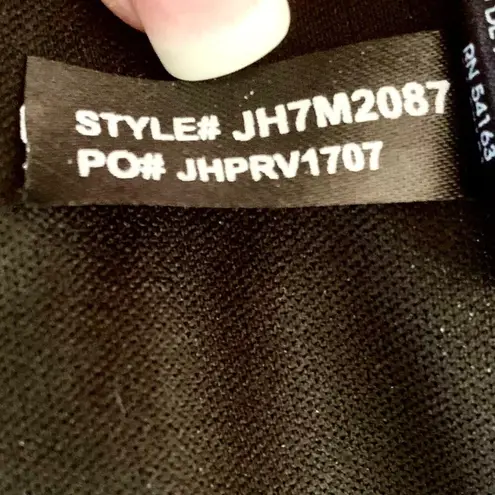 STYLE# JH7M2087
PO# JHPRV1707
RN 54163